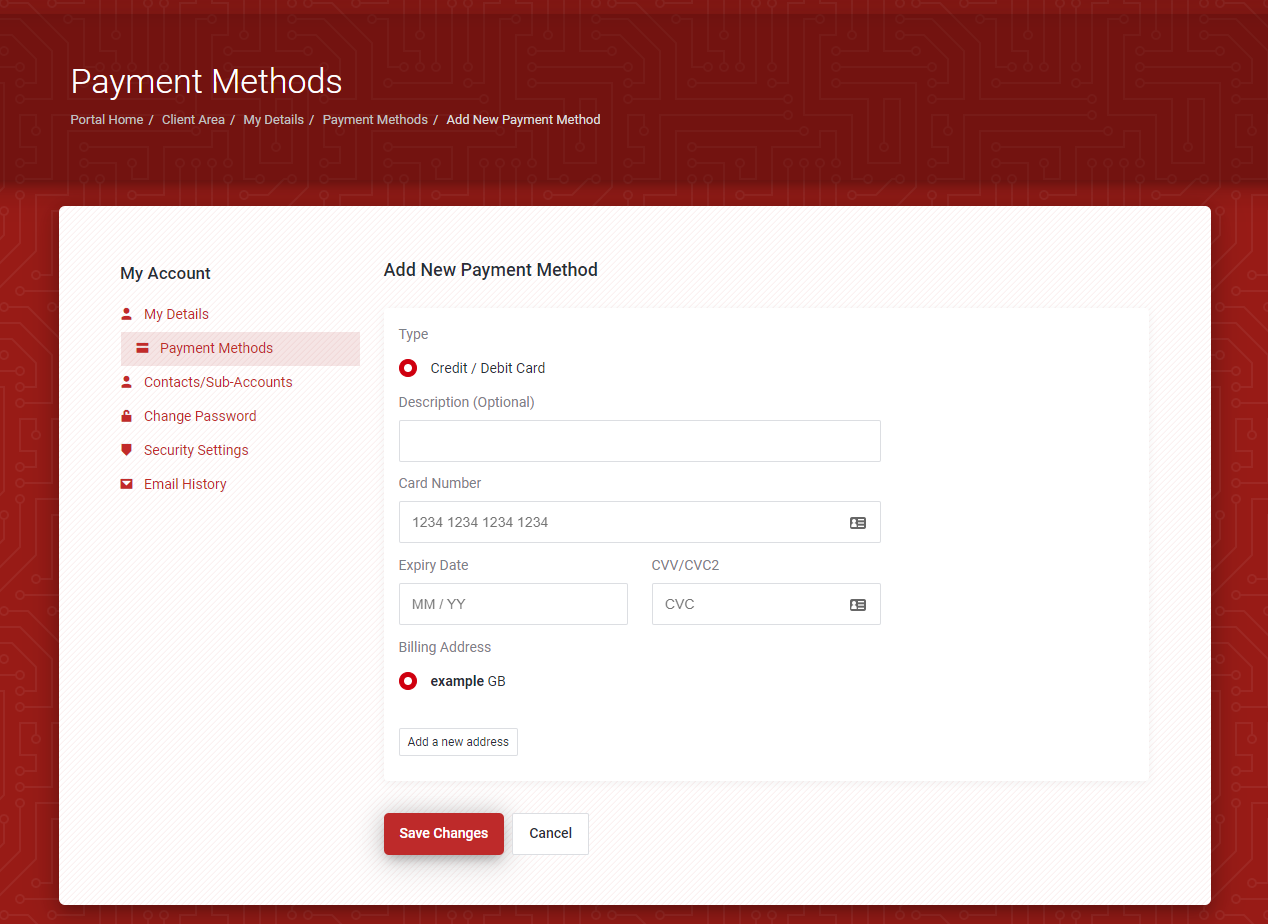 Payment Methods
Portal Home / Client Area / My Details / Payment Methods / Add New Payment Method
My Account
My Details
Payment Methods
Contacts/Sub-Accounts
Change Password
Security Settings
Email History
Add New Payment Method
Type
Credit / Debit Card
Description (Optional)
Card Number
1234 1234 1234 1234
Expiry Date CVV/CVC2
MM / YY CVC
Billing Address
example GB
Add a new address
Save Changes Cancel